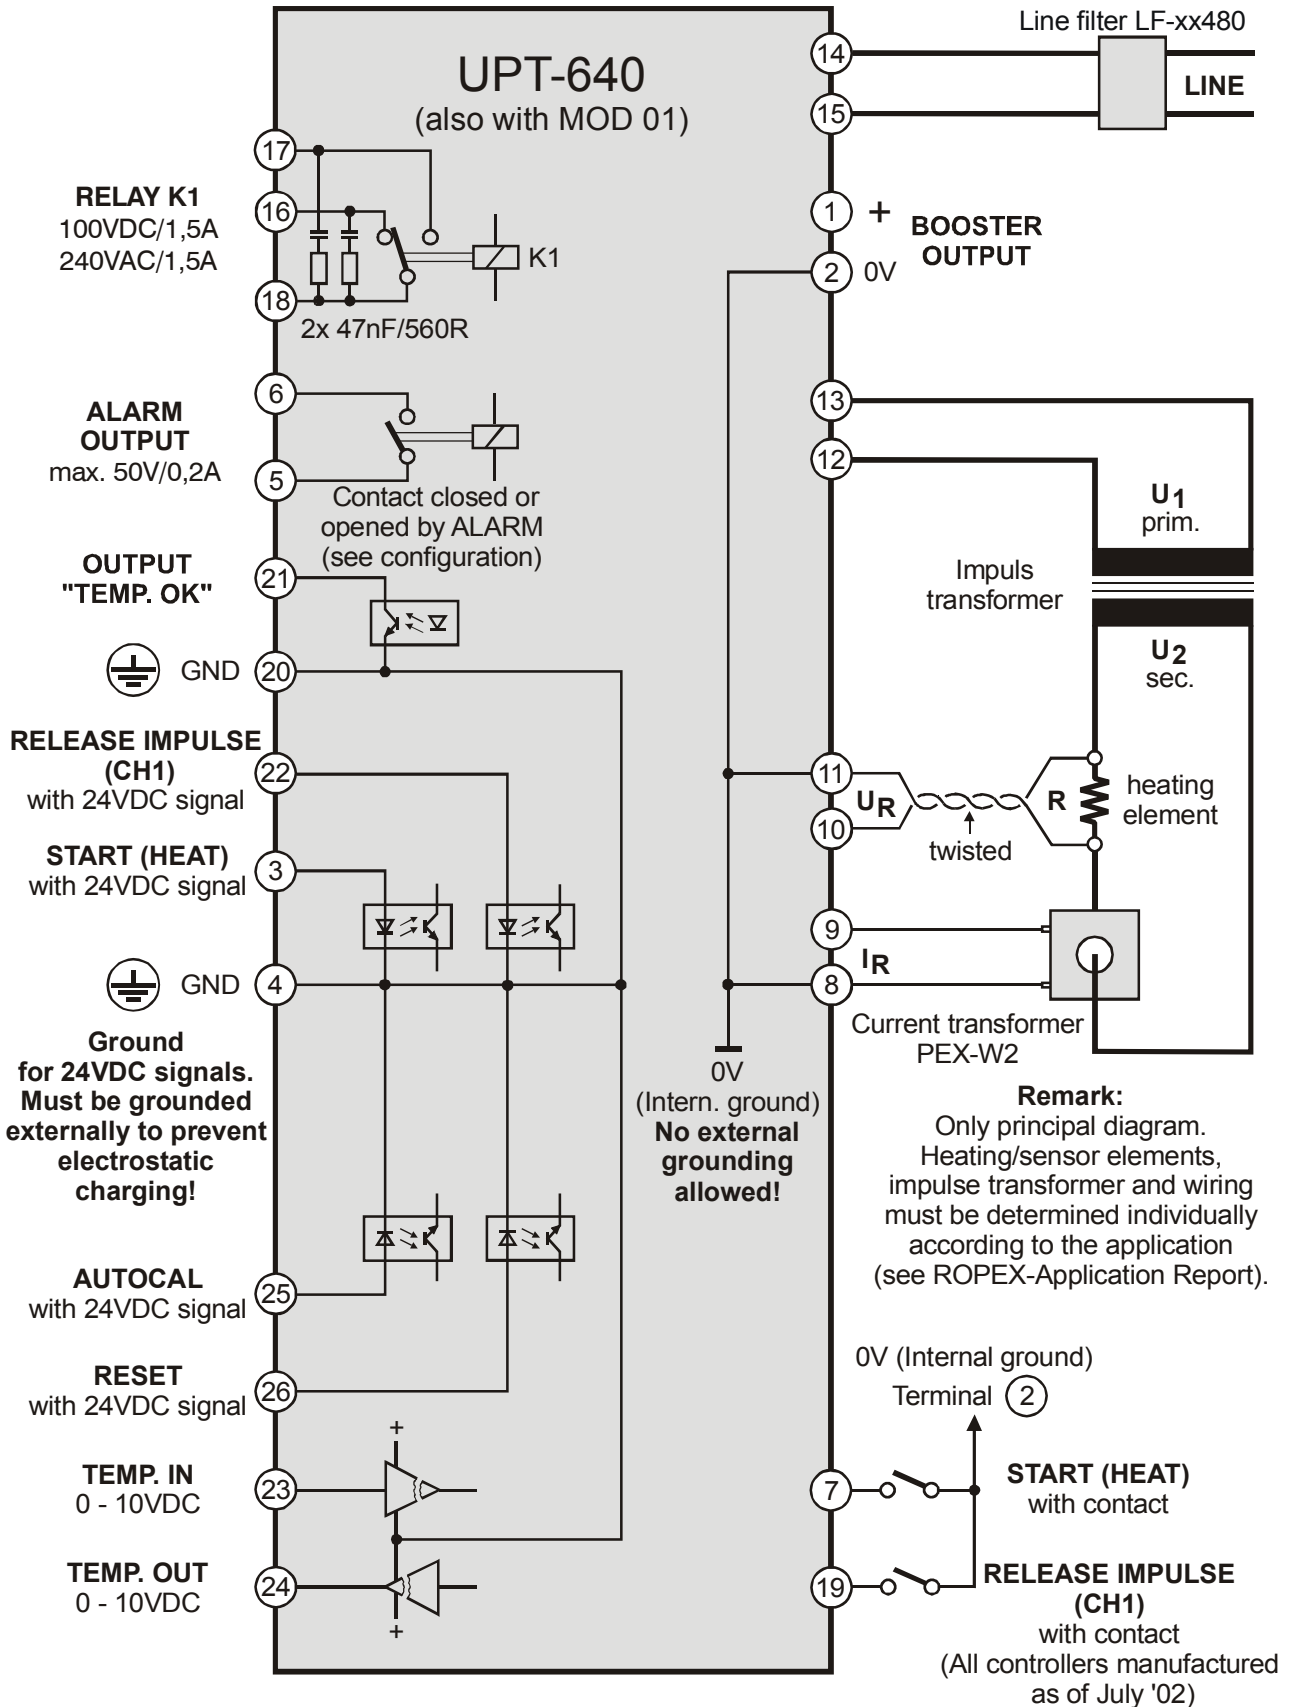 Line filter LF-xx480
UPT-640
(also with MOD 01)
14
LINE
15
17
RELAY K1
100VDC/1,5A
240VAC/1,5A
16
18
K1
2x 47nF/560R
1
+
BOOSTER
OUTPUT
2
0V
6
ALARM
OUTPUT
max. 50V/0,2A
5
Contact closed or
opened by ALARM
(see configuration)
13
12
U1
prim.
OUTPUT
"TEMP. OK"
21
Impuls
transformer
GND
20
U2
sec.
RELEASE IMPULSE
(CH1)
with 24VDC signal
22
11
UR
10
twisted
R
heating
element
START (HEAT)
with 24VDC signal
3
9
IR
8
GND
4
Current transformer
PEX-W2
Ground
for 24VDC signals.
Must be grounded
externally to prevent
electrostatic
charging!
0V
(Intern. ground)
No external
grounding
allowed!
Remark:
Only principal diagram.
Heating/sensor elements,
impulse transformer and wiring
must be determined individually
according to the application
(see ROPEX-Application Report).
AUTOCAL
with 24VDC signal
25
RESET
with 24VDC signal
26
0V (Internal ground)
Terminal 2
+
TEMP. IN
0 - 10VDC
23
7
START (HEAT)
with contact
TEMP. OUT
0 - 10VDC
24
+
19
RELEASE IMPULSE
(CH1)
with contact
(All controllers manufactured
as of July '02)